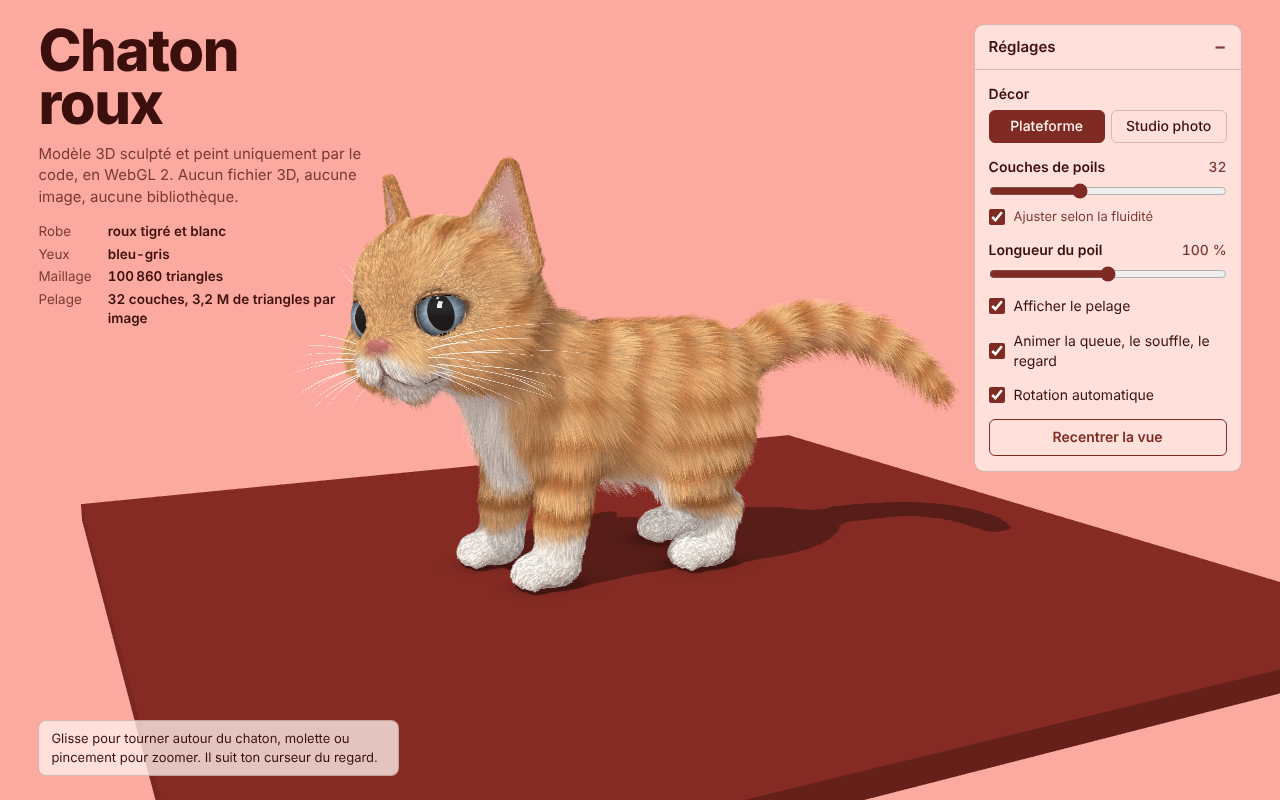 Chaton
roux
Modèle 3D sculpté et peint uniquement par le
code, en WebGL 2. Aucun fichier 3D, aucune
image, aucune bibliothèque.
Robe roux tigré et blanc
Yeux bleu-gris
Maillage 100 860 triangles
Pelage 32 couches, 3,2 M de triangles par
image
Réglages −
Décor
Plateforme Studio photo
Couches de poils 32
Ajuster selon la fluidité
Longueur du poil 100 %
Afficher le pelage
Animer la queue, le souffle, le
regard
Rotation automatique
Recentrer la vue
Glisse pour tourner autour du chaton, molette ou
pincement pour zoomer. Il suit ton curseur du regard.